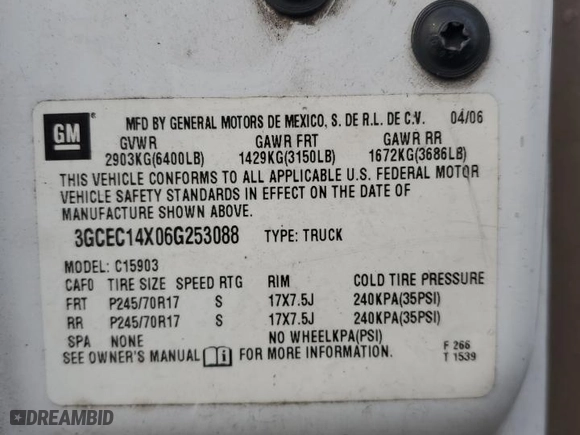 GM
®
MFD BY GENERAL MOTORS DE MEXICO, S. DE R.L. DE C.V. 04/06
GVWR GAWR FRT GAWR RR
2903KG(6400LB) 1429KG(3150LB) 1672KG(3686LB)
THIS VEHICLE CONFORMS TO ALL APPLICABLE U.S. FEDERAL MOTOR
VEHICLE SAFETY STANDARDS IN EFFECT ON THE DATE OF
MANUFACTURE SHOWN ABOVE.
3GCEC14X06G253088 TYPE: TRUCK
MODEL: C15903
CAF0 TIRE SIZE SPEED RTG RIM COLD TIRE PRESSURE
FRT P245/70R17 S 17X7.5J 240KPA(35PSI)
RR P245/70R17 S 17X7.5J 240KPA(35PSI)
SPA NONE NO WHEELKPA(PSI)
SEE OWNER'S MANUAL FOR MORE INFORMATION.
F 266
T 1539
DREAMBID